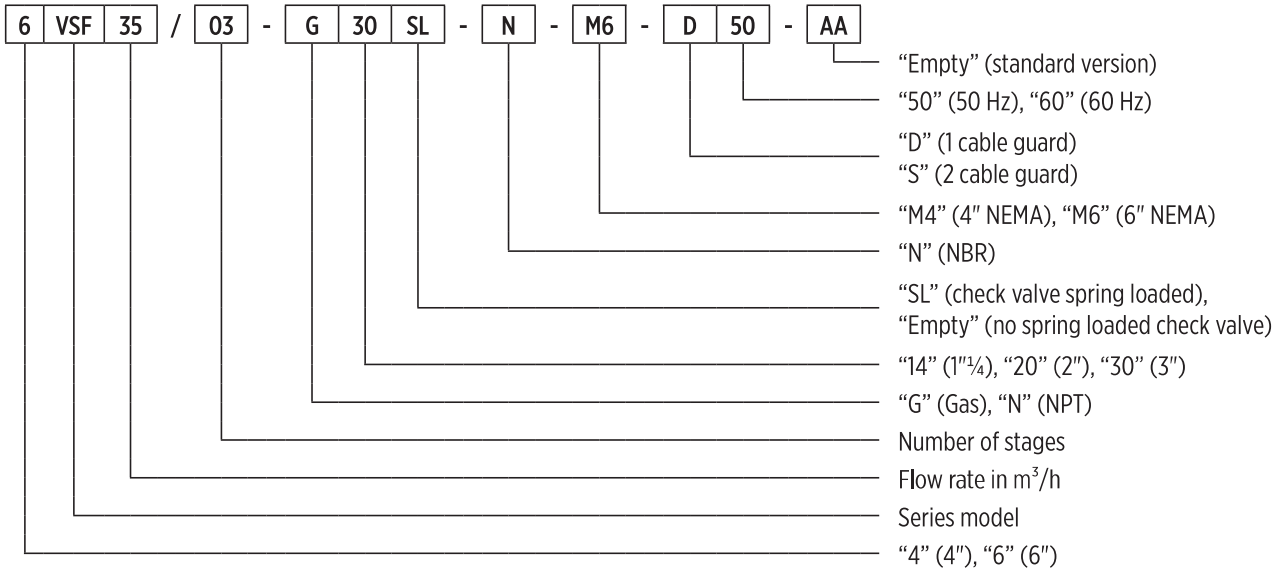 6 VSF 35 / 03 - G 30 SL - N - M6 - D 50 - AA
“Empty” (standard version)
“50” (50 Hz), “60” (60 Hz)
“D” (1 cable guard)
“S” (2 cable guard)
“M4” (4" NEMA), “M6” (6" NEMA)
“N” (NBR)
“SL” (check valve spring loaded),
“Empty” (no spring loaded check valve)
“14” (1"¼), “20” (2"), “30” (3")
“G” (Gas), “N” (NPT)
Number of stages
Flow rate in m³/h
Series model
“4” (4"), “6” (6")